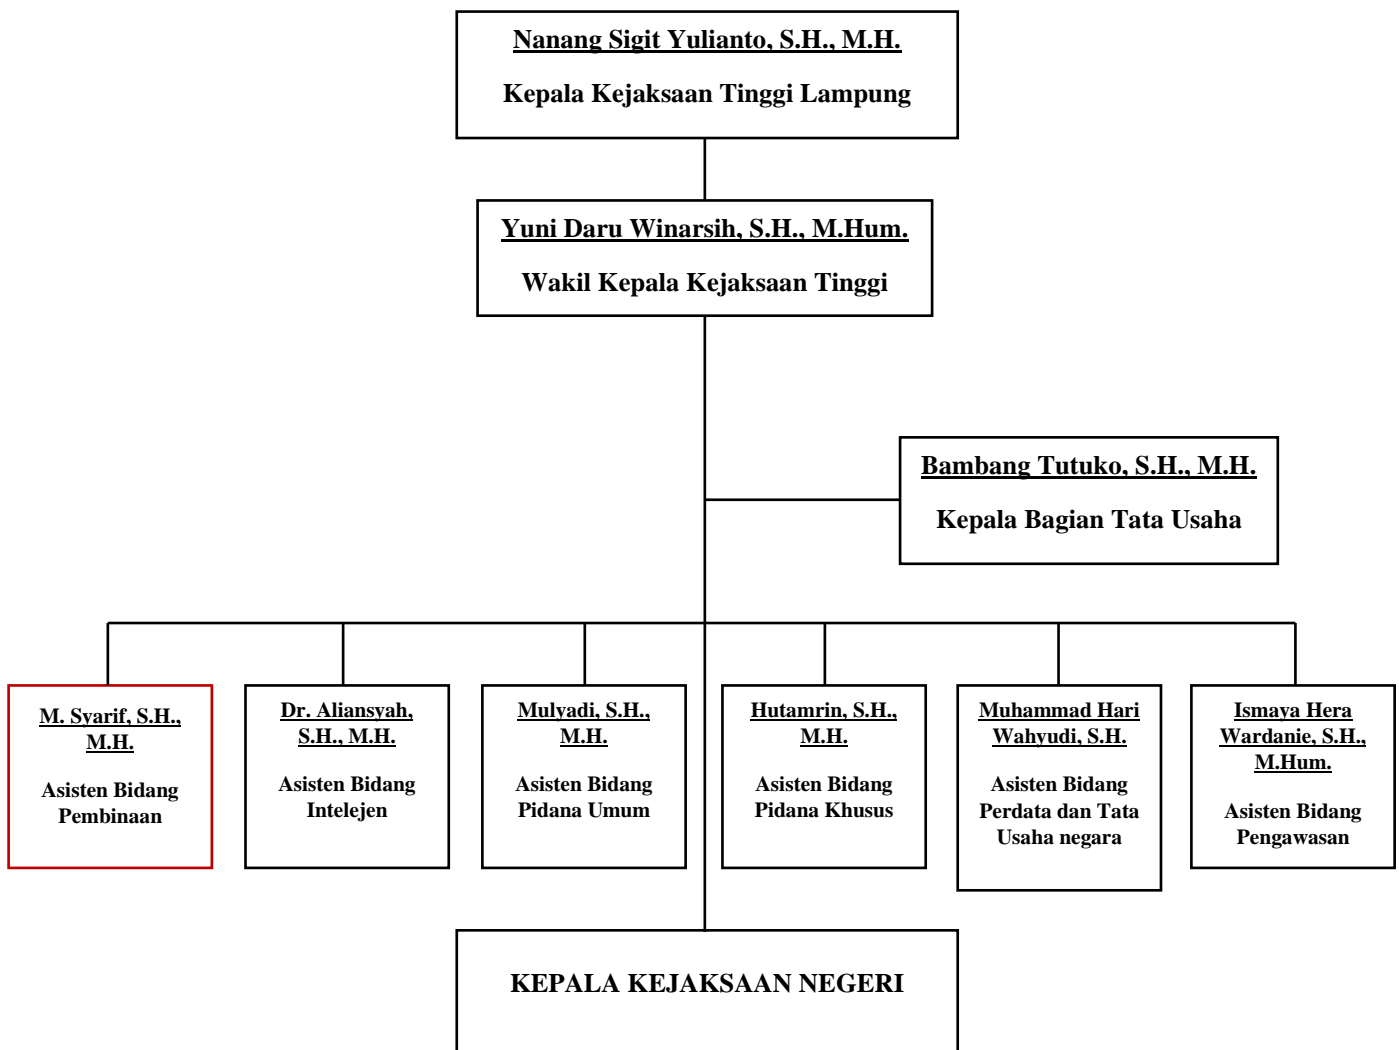 Nanang Sigit Yulianto, S.H., M.H.
Kepala Kejaksaan Tinggi Lampung
Yuni Daru Winarsih, S.H., M.Hum.
Wakil Kepala Kejaksaan Tinggi
Bambang Tutuko, S.H., M.H.
Kepala Bagian Tata Usaha
M. Syarif, S.H.,
M.H.
Asisten Bidang
Pembinaan
Dr. Aliansyah,
S.H., M.H.
Asisten Bidang
Intelejen
Mulyadi, S.H.,
M.H.
Asisten Bidang
Pidana Umum
Hutamrin, S.H.,
M.H.
Asisten Bidang
Pidana Khusus
Muhammad Hari
Wahyudi, S.H.
Asisten Bidang
Perdata dan Tata
Usaha negara
Ismaya Hera
Wardanie, S.H.,
M.Hum.
Asisten Bidang
Pengawasan
KEPALA KEJAKSAAN NEGERI